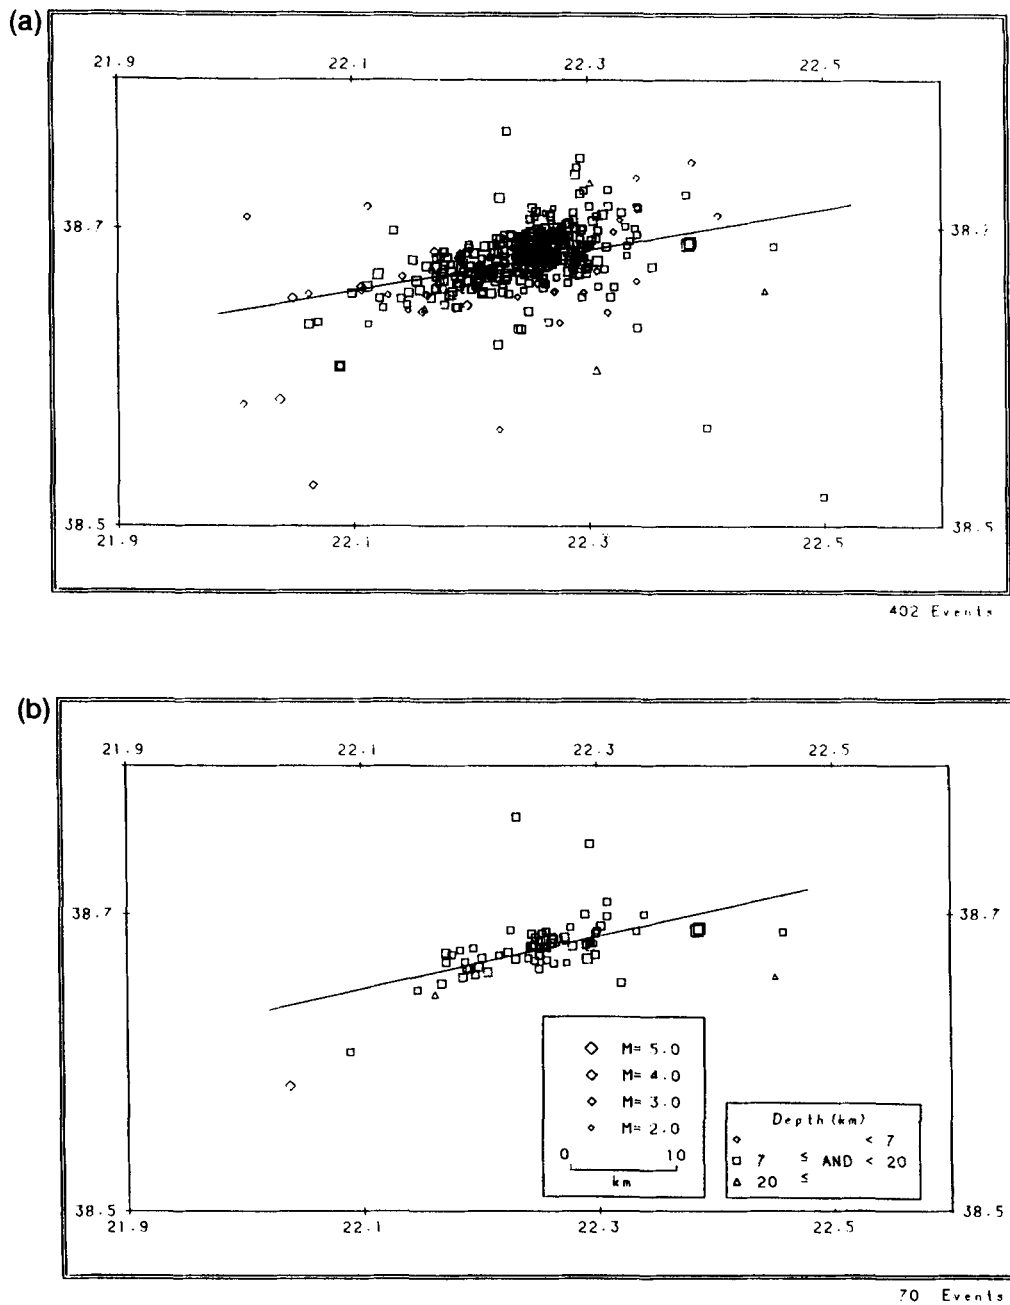 (a)
21.9 22.1 22.3 22.5
38.7 38.7
38.5 38.5
21.9 22.1 22.3 22.5
402 Events
(b)
21.9 22.1 22.3 22.5
38.7 38.7
M= 5.0
M= 4.0
M= 3.0
M= 2.0
0 10
km
Depth (km)
< 7
7 ≤ AND < 20
20 ≤
38.5 38.5
21.9 22.1 22.3 22.5
70 Events